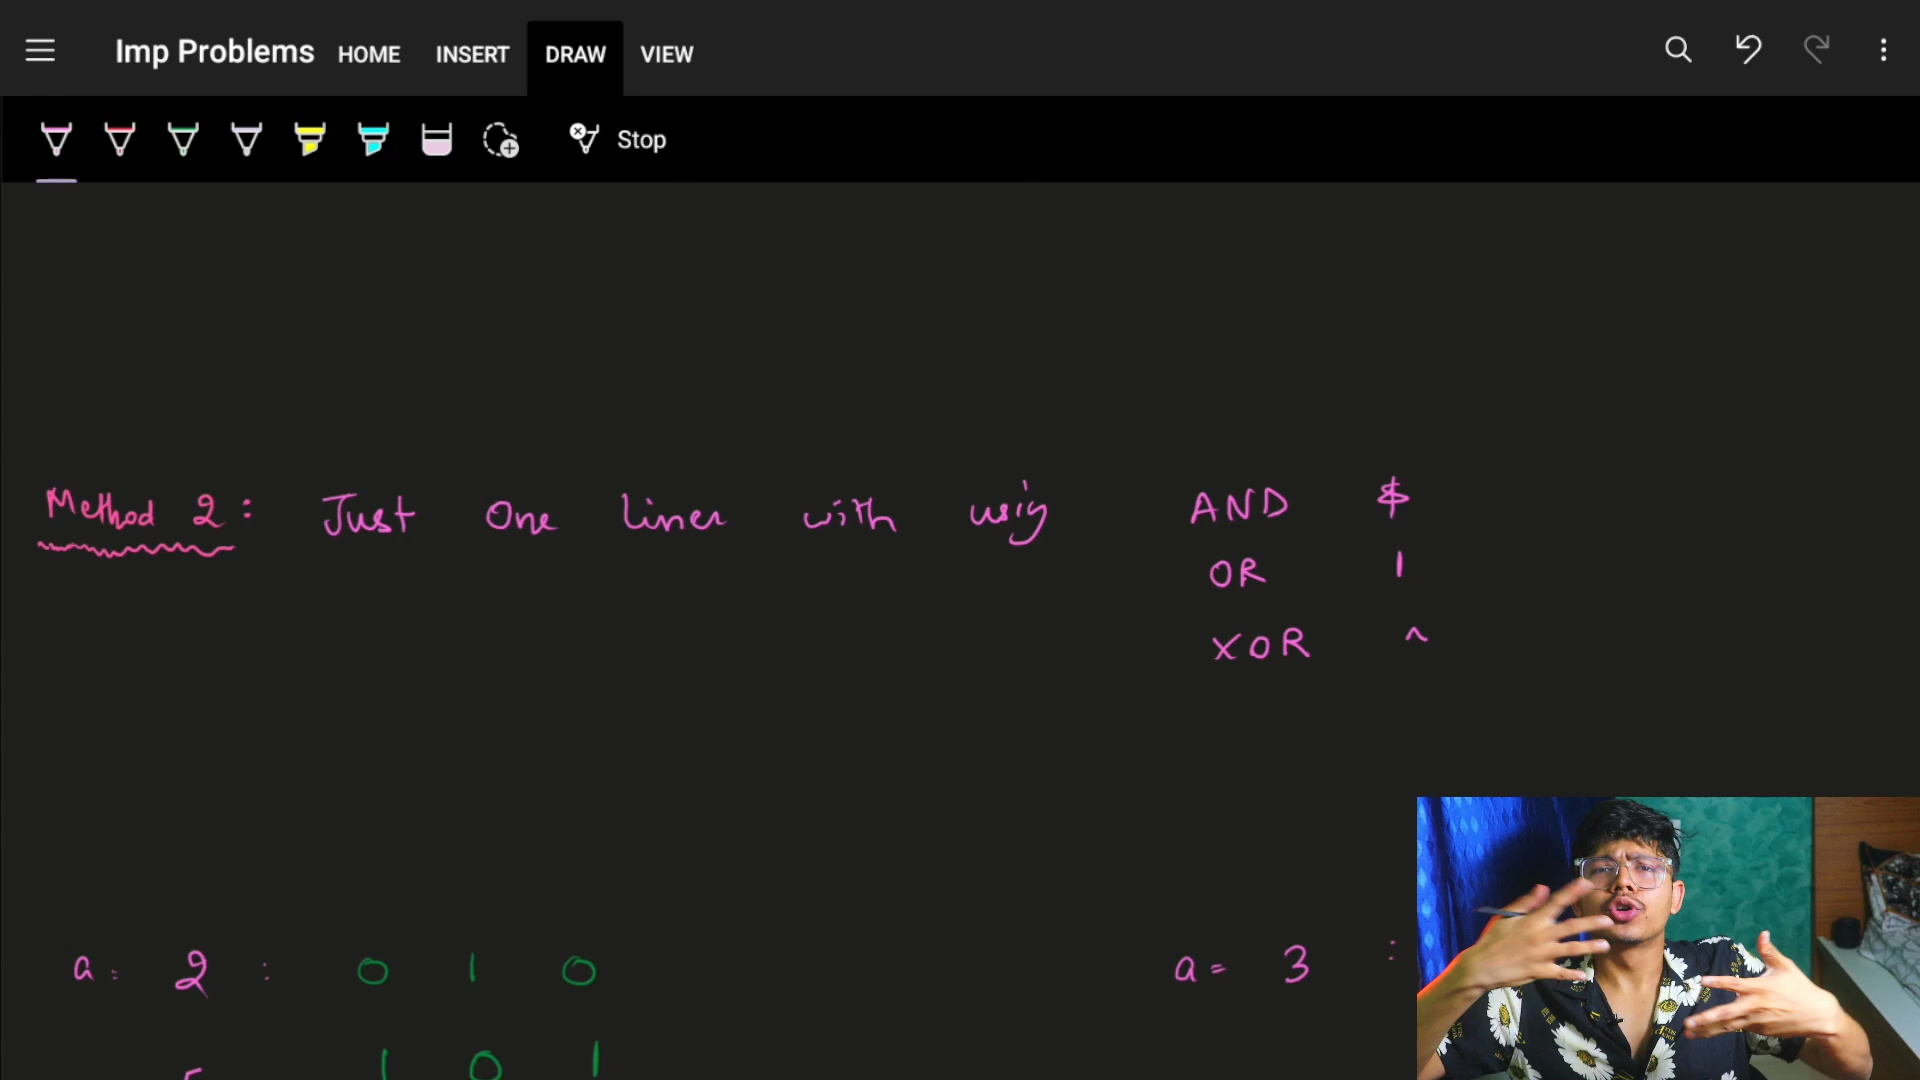 Imp Problems HOME INSERT DRAW VIEW
Stop
Method 2 : Just One liner with usig AND $
OR |
XOR ^
a = 2 : 0 1 0 a = 3 :
1 0 1